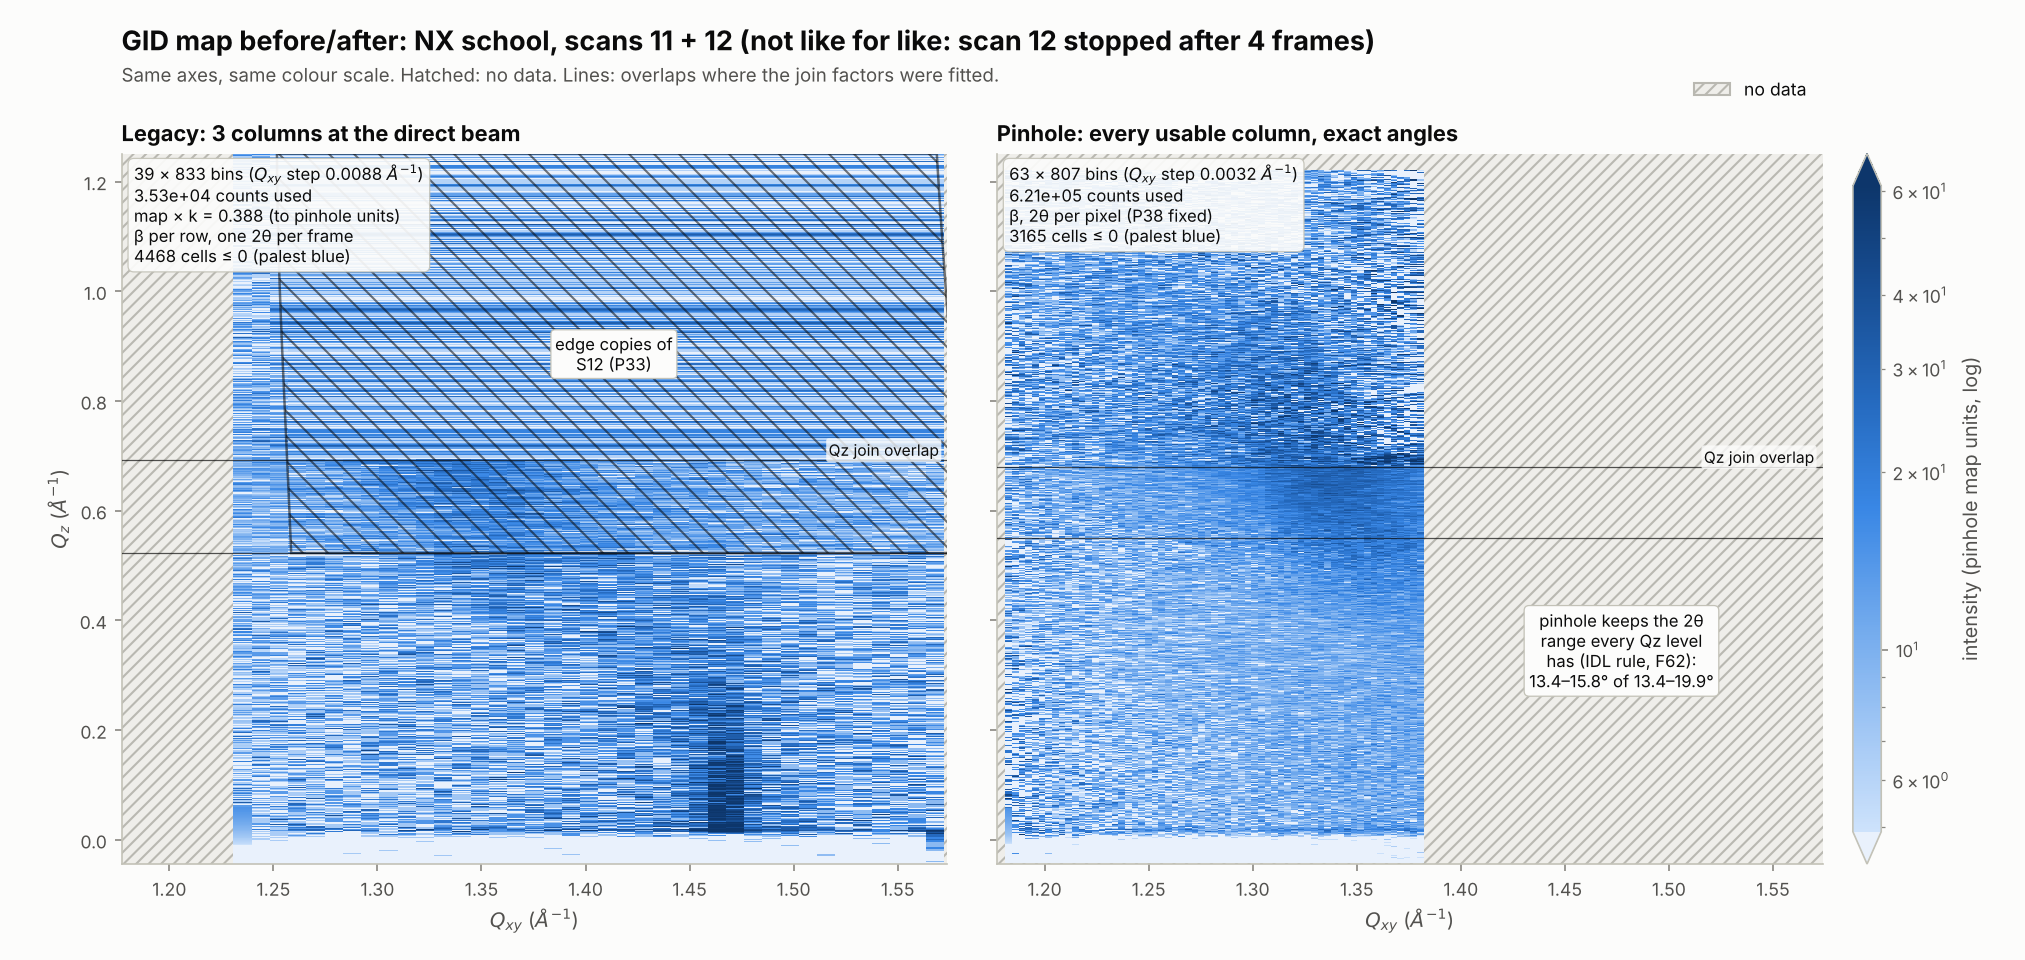 GID map before/after: NX school, scans 11 + 12 (not like for like: scan 12 stopped after 4 frames)
Same axes, same colour scale. Hatched: no data. Lines: overlaps where the join factors were fitted.
no data
Legacy: 3 columns at the direct beam
39 × 833 bins (Qxy step 0.0088 Å⁻¹)
3.53e+04 counts used
map × k = 0.388 (to pinhole units)
β per row, one 2θ per frame
4468 cells ≤ 0 (palest blue)
edge copies of
S12 (P33)
Qz join overlap
1.2
1.0
0.8
0.6
0.4
0.2
0.0
Qz (Å⁻¹)
1.20 1.25 1.30 1.35 1.40 1.45 1.50 1.55
Qxy (Å⁻¹)
Pinhole: every usable column, exact angles
63 × 807 bins (Qxy step 0.0032 Å⁻¹)
6.21e+05 counts used
β, 2θ per pixel (P38 fixed)
3165 cells ≤ 0 (palest blue)
Qz join overlap
pinhole keeps the 2θ
range every Qz level
has (IDL rule, F62):
13.4–15.8° of 13.4–19.9°
1.20 1.25 1.30 1.35 1.40 1.45 1.50 1.55
Qxy (Å⁻¹)
6 × 10¹
4 × 10¹
3 × 10¹
2 × 10¹
10¹
6 × 10⁰
intensity (pinhole map units, log)